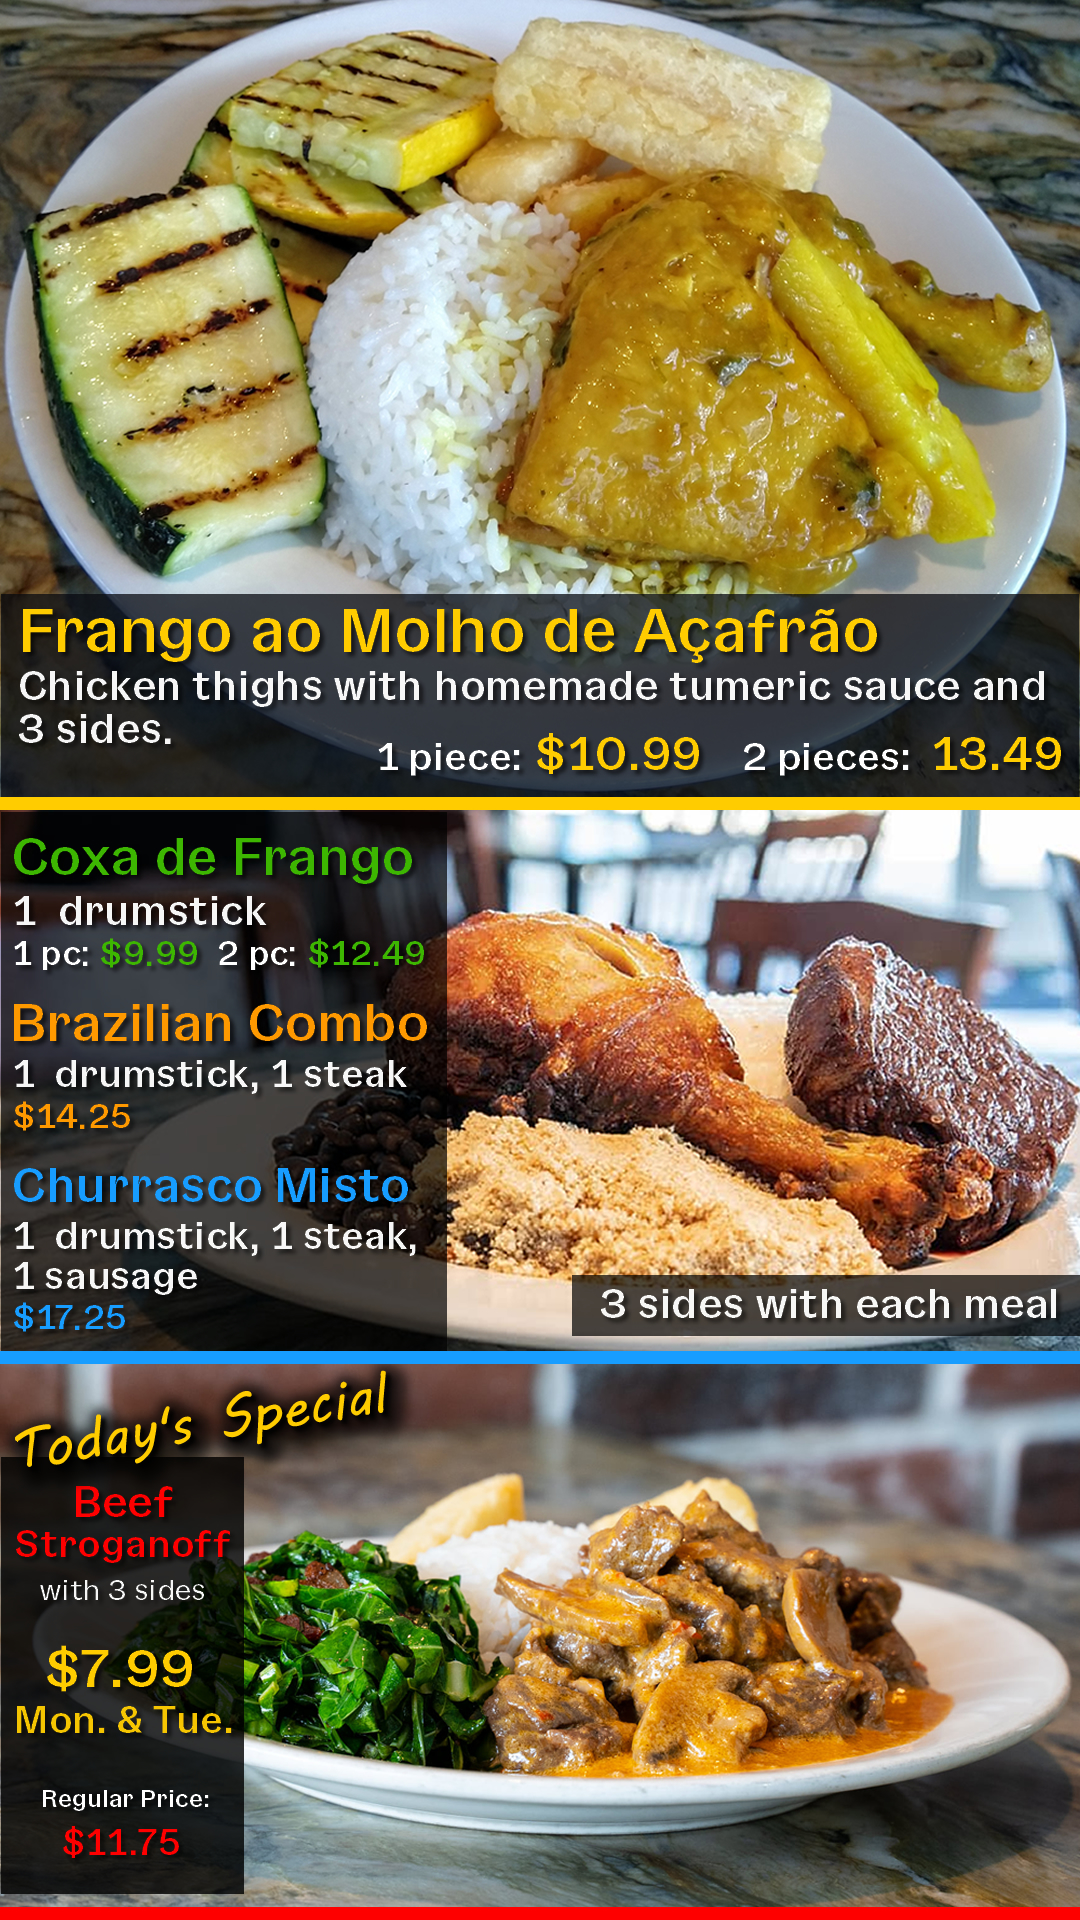 Frango ao Molho de Açafrão
Chicken thighs with homemade tumeric sauce and
3 sides.
1 piece: $10.99 2 pieces: 13.49
Coxa de Frango
1 drumstick
1 pc: $9.99 2 pc: $12.49
Brazilian Combo
1 drumstick, 1 steak
$14.25
Churrasco Misto
1 drumstick, 1 steak,
1 sausage
$17.25
3 sides with each meal
Today's Special
Beef
Stroganoff
with 3 sides
$7.99
Mon. & Tue.
Regular Price:
$11.75